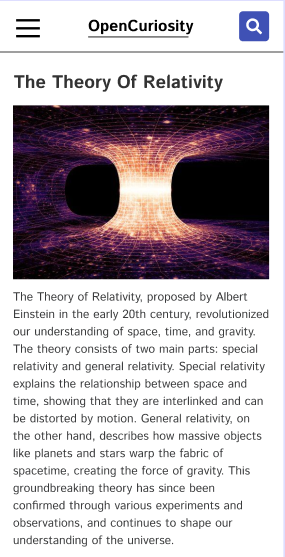 OpenCuriosity
The Theory Of Relativity
The Theory of Relativity, proposed by Albert
Einstein in the early 20th century, revolutionized
our understanding of space, time, and gravity.
The theory consists of two main parts: special
relativity and general relativity. Special relativity
explains the relationship between space and
time, showing that they are interlinked and can
be distorted by motion. General relativity, on
the other hand, describes how massive objects
like planets and stars warp the fabric of
spacetime, creating the force of gravity. This
groundbreaking theory has since been
confirmed through various experiments and
observations, and continues to shape our
understanding of the universe.